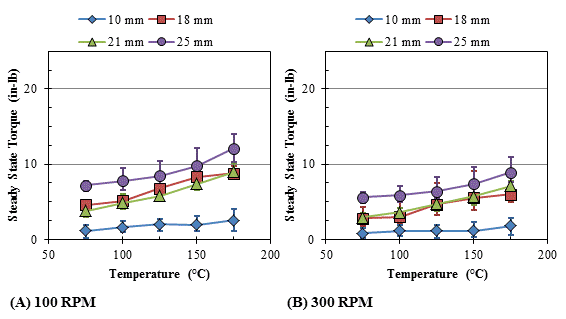 10 mm 18 mm
21 mm 25 mm
Steady State Torque (in-lb)
20
10
0
50 100 150 200
Temperature (°C)
(A) 100 RPM
10 mm 18 mm
21 mm 25 mm
Steady State Torque (in-lb)
20
10
0
50 100 150 200
Temperature (°C)
(B) 300 RPM